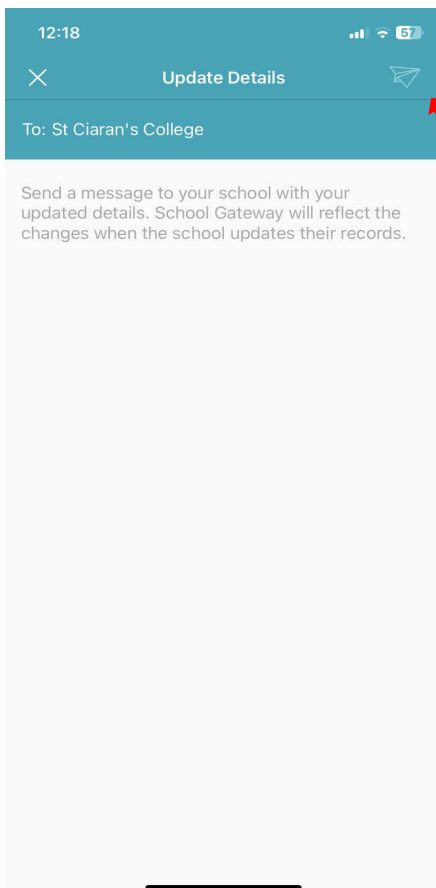 12:18
57
Update Details
To: St Ciaran's College
Send a message to your school with your
updated details. School Gateway will reflect the
changes when the school updates their records.